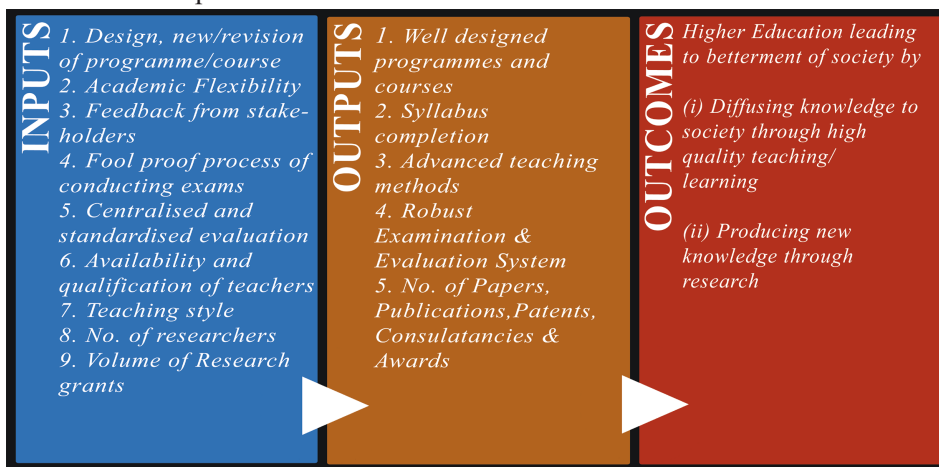 INPUTS
1. Design, new/revision
of programme/course
2. Academic Flexibility
3. Feedback from stake-
holders
4. Fool proof process of
conducting exams
5. Centralised and
standardised evaluation
6. Availability and
qualification of teachers
7. Teaching style
8. No. of researchers
9. Volume of Research
grants
OUTPUTS
1. Well designed
programmes and
courses
2. Syllabus
completion
3. Advanced teaching
methods
4. Robust
Examination &
Evaluation System
5. No. of Papers,
Publications,Patents,
Consulatancies &
Awards
OUTCOMES
Higher Education leading
to betterment of society by
(i) Diffusing knowledge to
society through high
quality teaching/
learning
(ii) Producing new
knowledge through
research